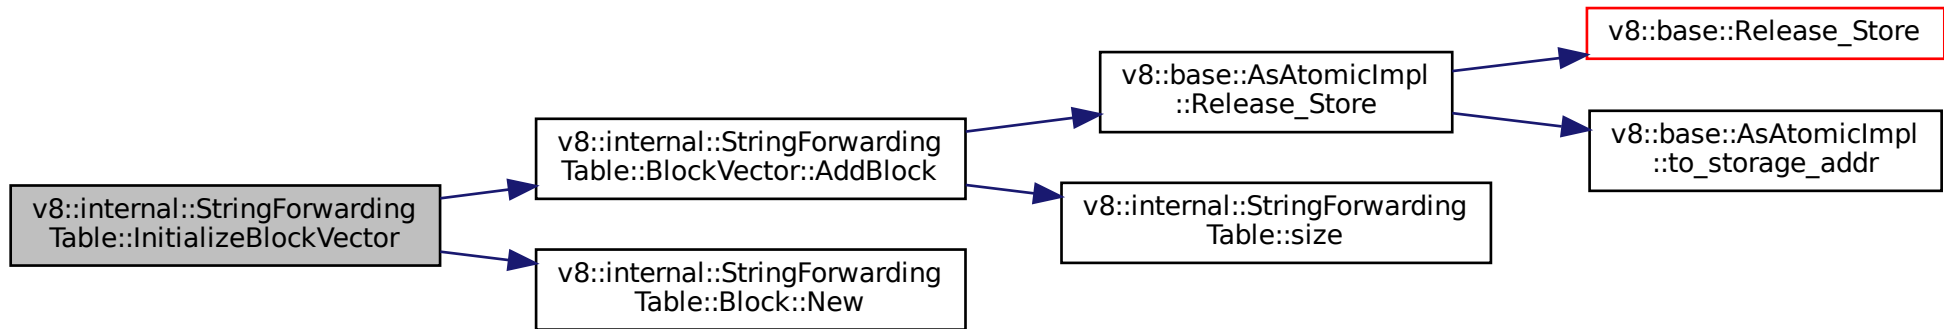 v8::internal::StringForwarding
Table::InitializeBlockVector
v8::internal::StringForwarding
Table::BlockVector::AddBlock
v8::internal::StringForwarding
Table::Block::New
v8::base::AsAtomicImpl
::Release_Store
v8::internal::StringForwarding
Table::size
v8::base::Release_Store
v8::base::AsAtomicImpl
::to_storage_addr